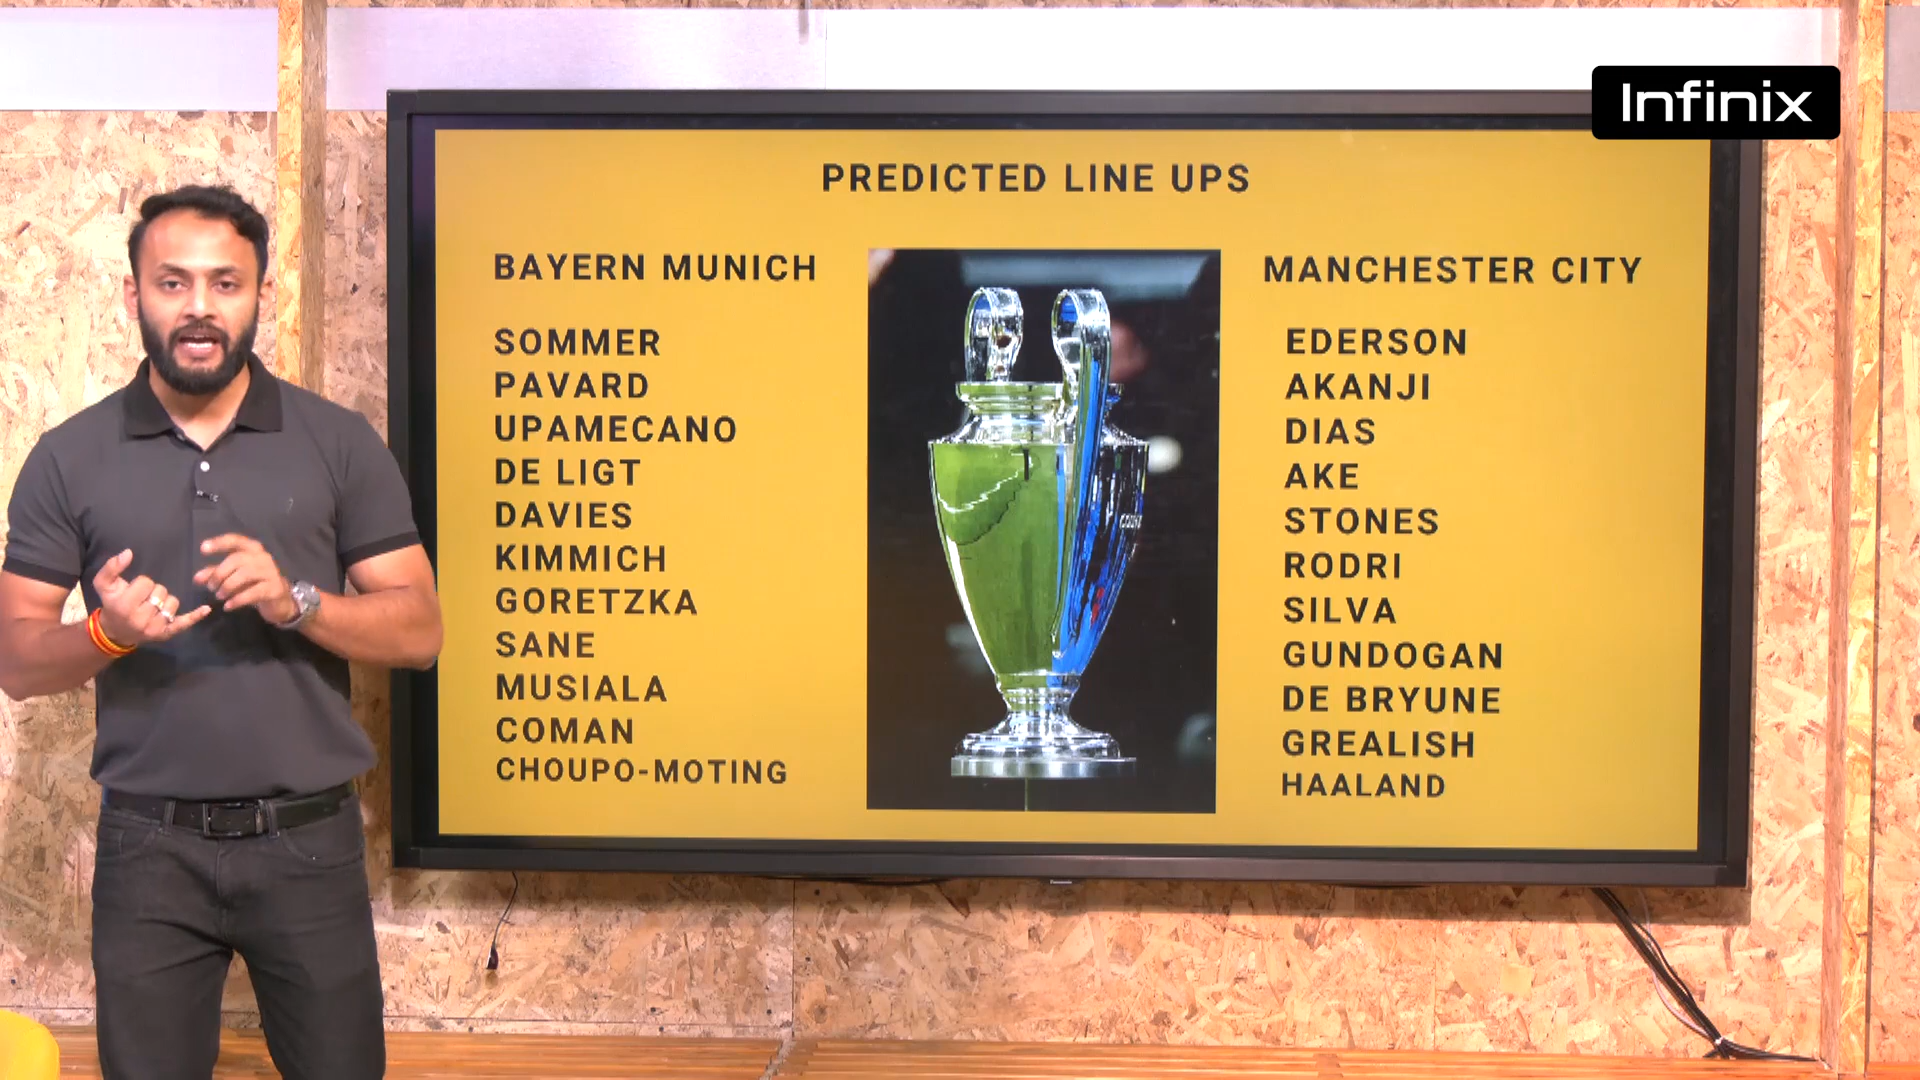 Infinix
PREDICTED LINE UPS
BAYERN MUNICH
SOMMER
PAVARD
UPAMECANO
DE LIGT
DAVIES
KIMMICH
GORETZKA
SANE
MUSIALA
COMAN
CHOUPO-MOTING
MANCHESTER CITY
EDERSON
AKANJI
DIAS
AKE
STONES
RODRI
SILVA
GUNDOGAN
DE BRYUNE
GREALISH
HAALAND
Panasonic